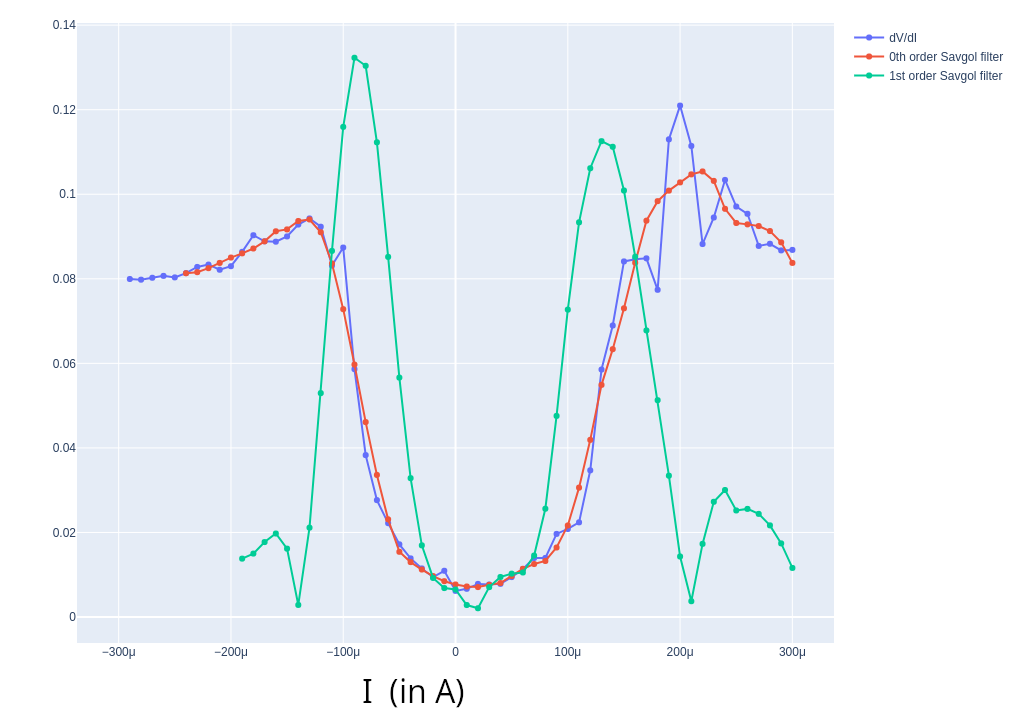 0.14
0.12
0.1
0.08
0.06
0.04
0.02
0
−300μ −200μ −100μ 0 100μ 200μ 300μ
I (in A)
dV/dI
0th order Savgol filter
1st order Savgol filter